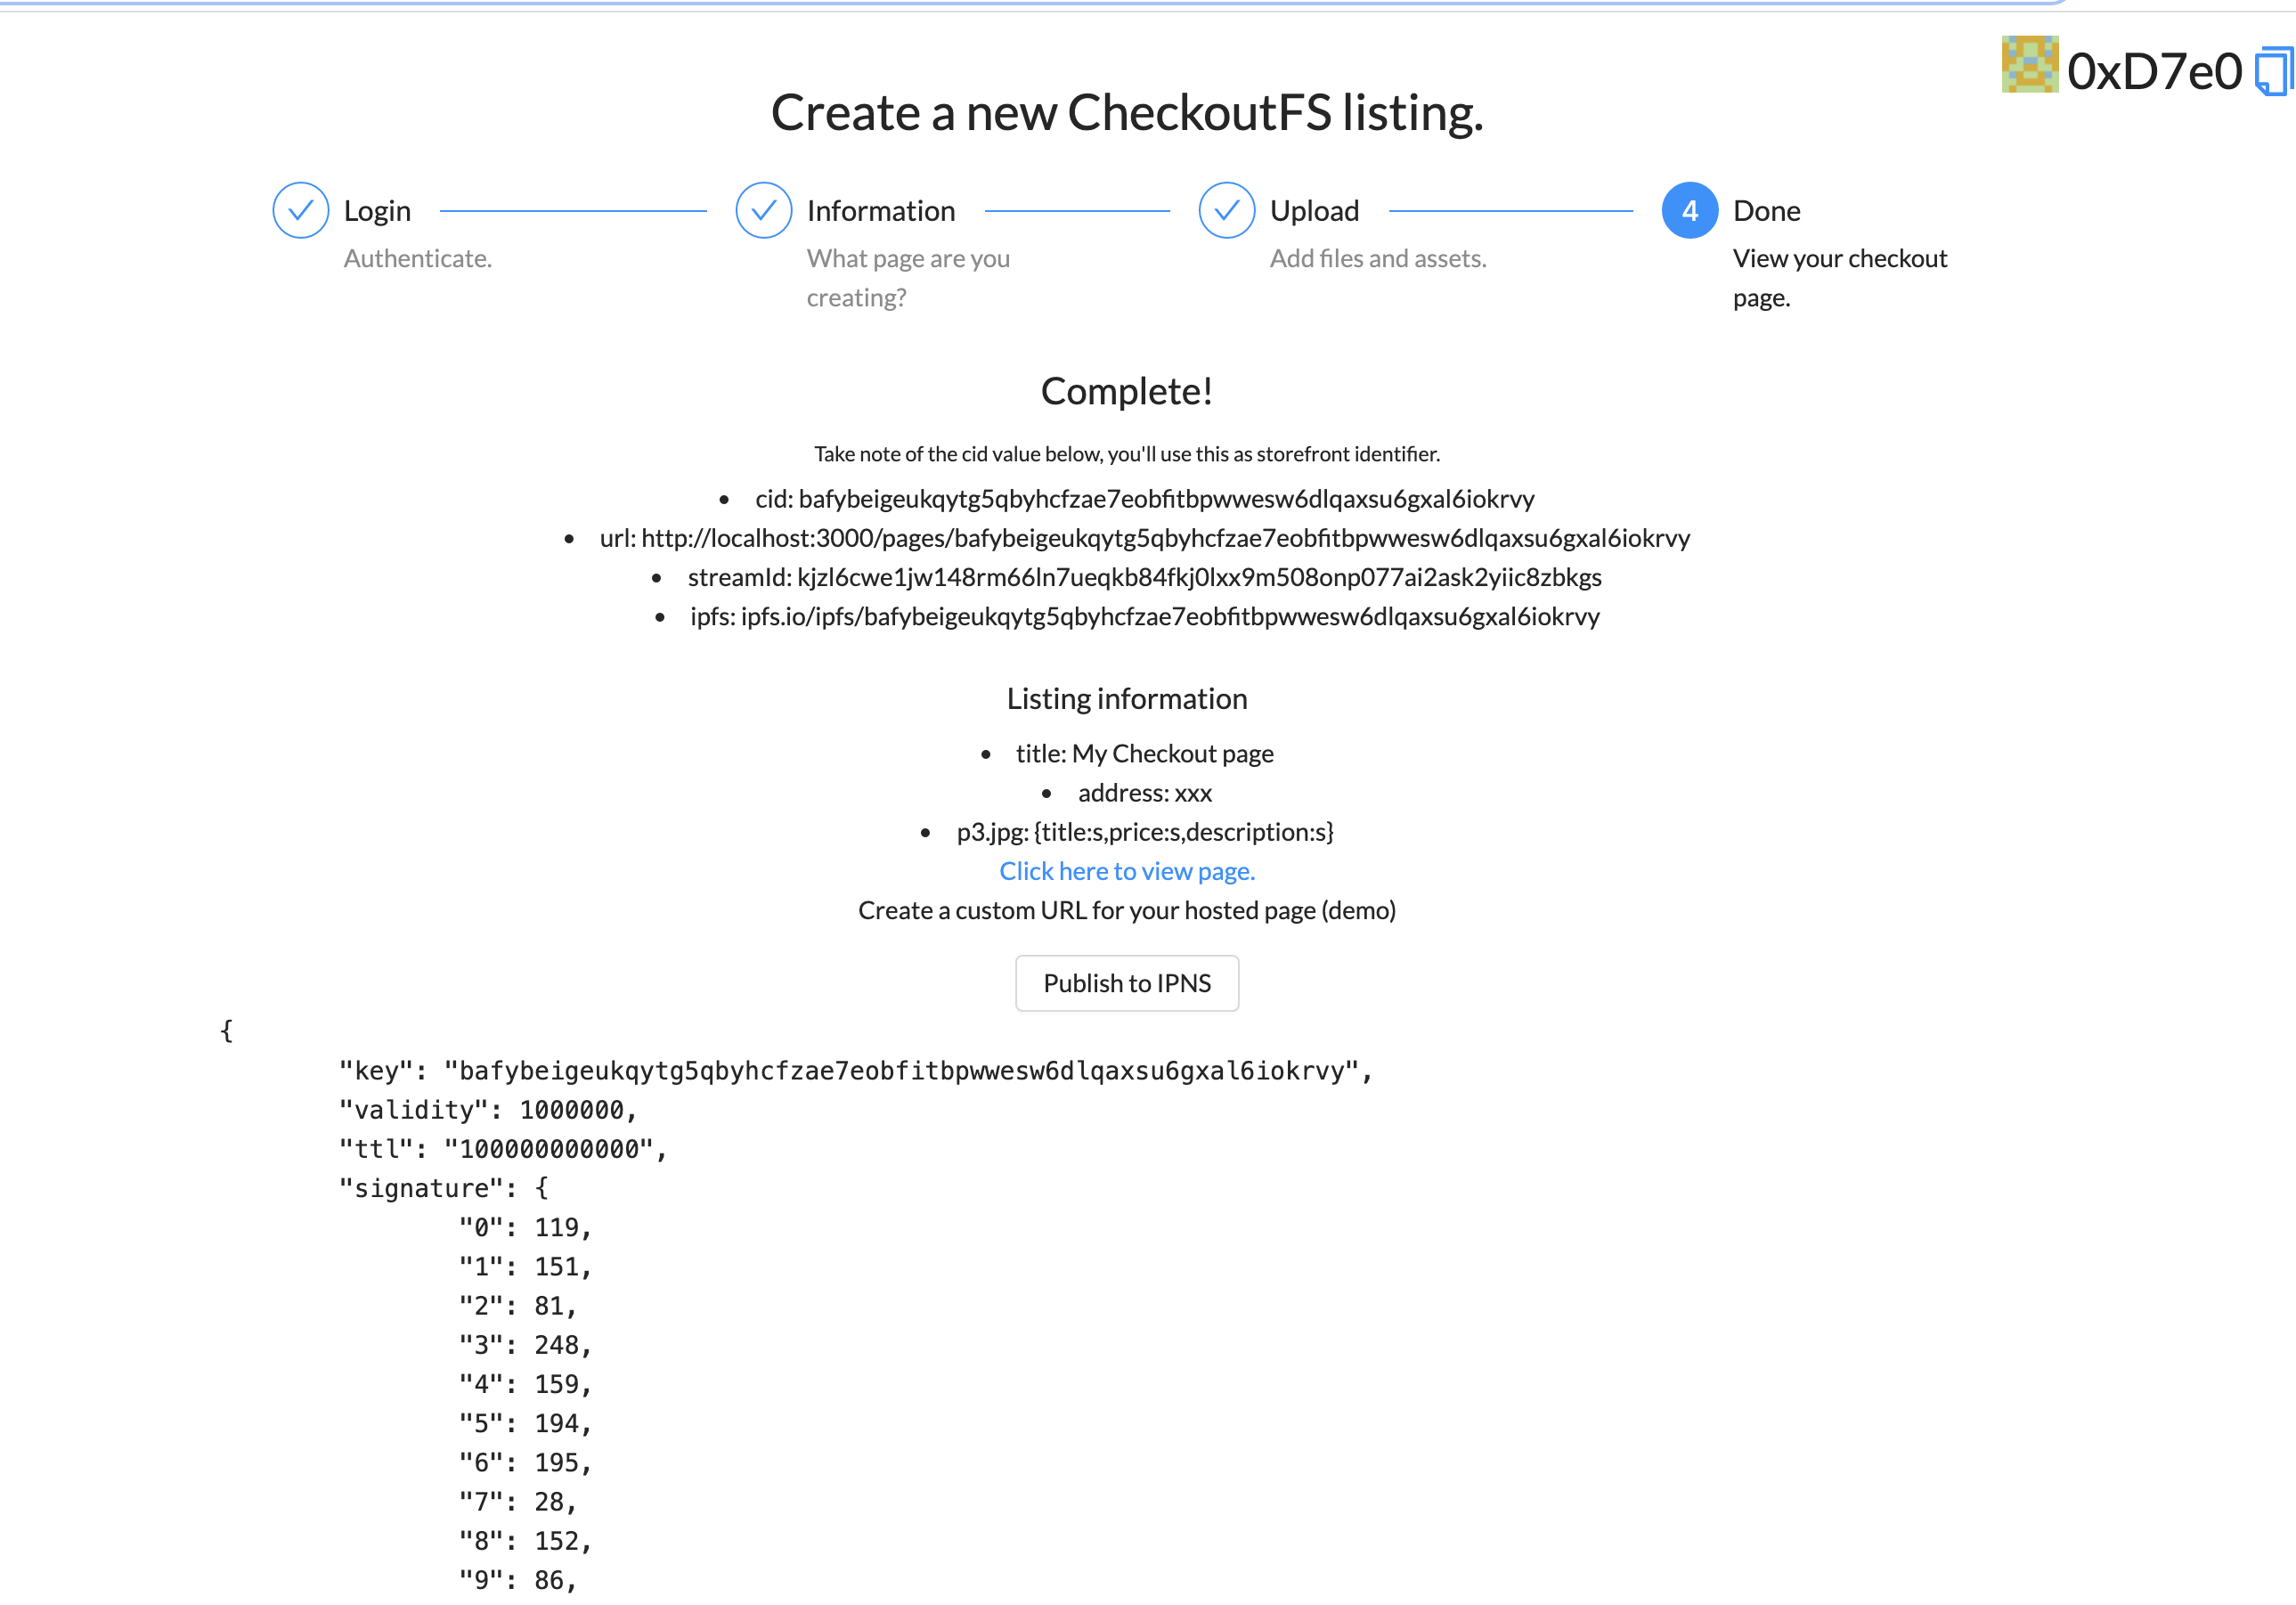 0xD7e0
Create a new CheckoutFS listing.
Login
Authenticate.
Information
What page are you
creating?
Upload
Add files and assets.
4 Done
View your checkout
page.
Complete!
Take note of the cid value below, you'll use this as storefront identifier.
• cid: bafybeigeukqytg5qbyhcfzae7eobfitbpwwesw6dlqaxsu6gxal6iokrvy
• url: http://localhost:3000/pages/bafybeigeukqytg5qbyhcfzae7eobfitbpwwesw6dlqaxsu6gxal6iokrvy
• streamId: kjzl6cwe1jw148rm66ln7ueqkb84fkj0lxx9m508onp077ai2ask2yiic8zbkgs
• ipfs: ipfs.io/ipfs/bafybeigeukqytg5qbyhcfzae7eobfitbpwwesw6dlqaxsu6gxal6iokrvy
Listing information
• title: My Checkout page
• address: xxx
• p3.jpg: {title:s,price:s,description:s}
Click here to view page.
Create a custom URL for your hosted page (demo)
Publish to IPNS
{
"key": "bafybeigeukqytg5qbyhcfzae7eobfitbpwwesw6dlqaxsu6gxal6iokrvy",
"validity": 1000000,
"ttl": "100000000000",
"signature": {
"0": 119,
"1": 151,
"2": 81,
"3": 248,
"4": 159,
"5": 194,
"6": 195,
"7": 28,
"8": 152,
"9": 86,